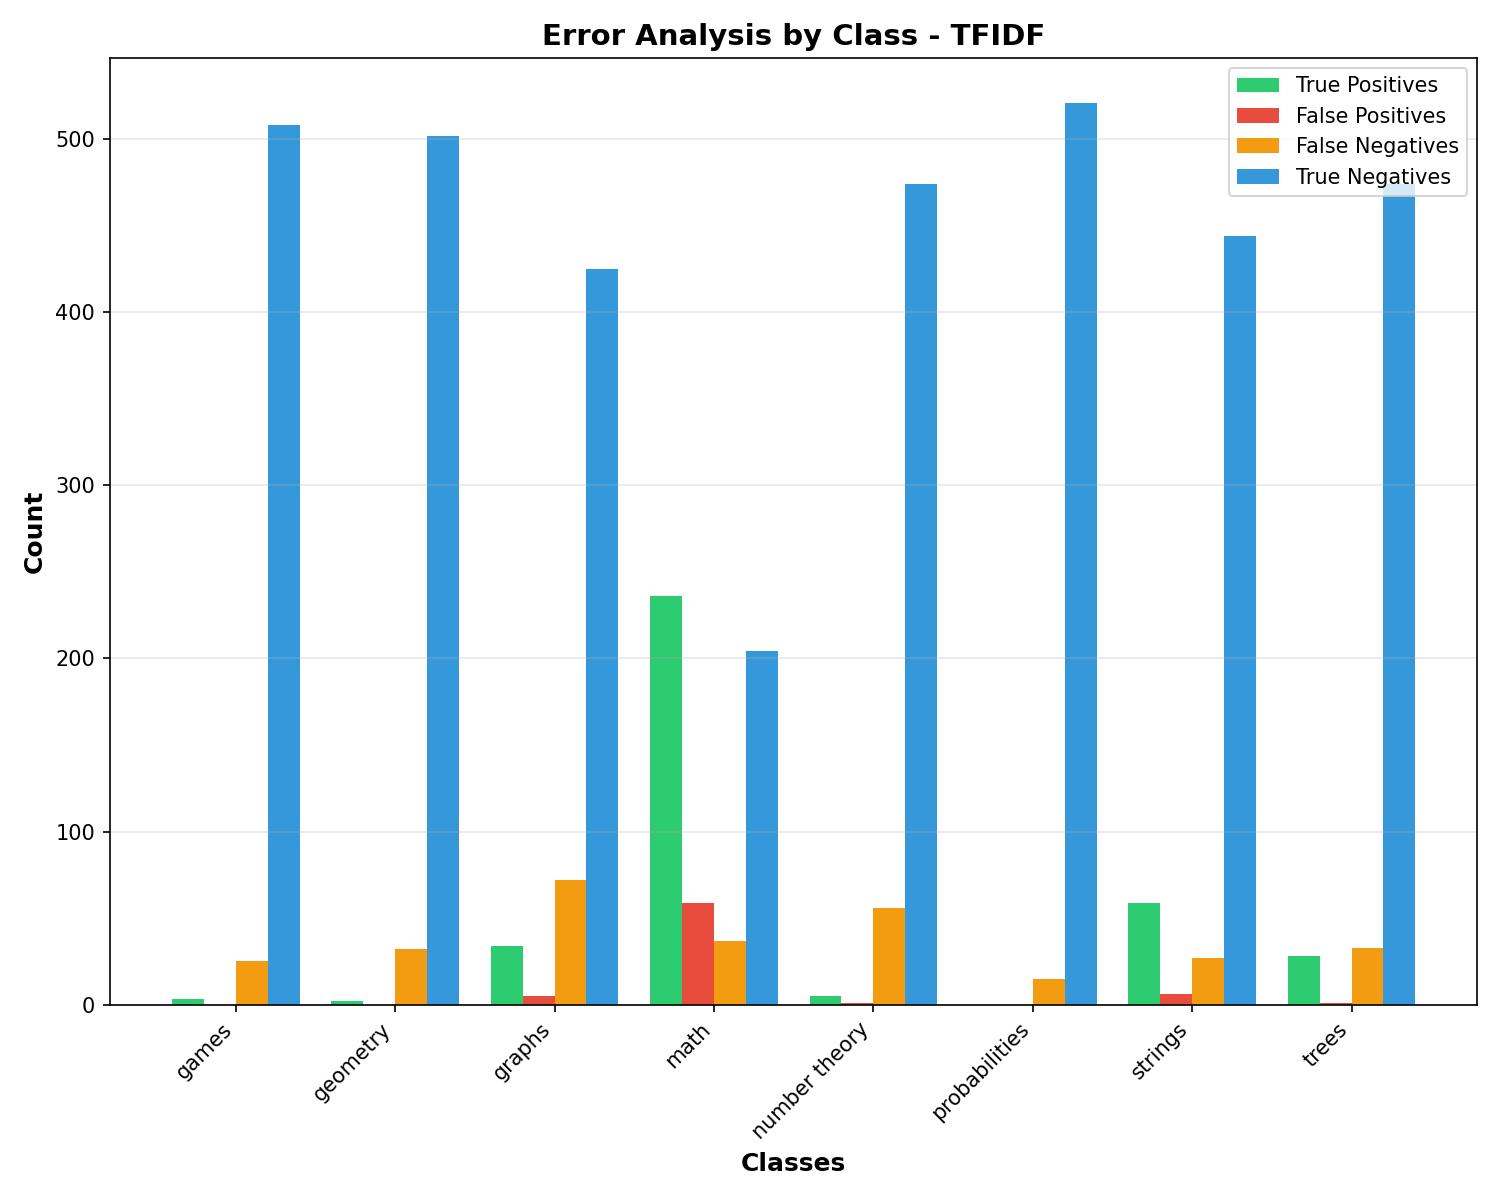 Error Analysis by Class - TFIDF
True Positives
False Positives
False Negatives
True Negatives
Count
500
400
300
200
100
0
games
geometry
graphs
math
number theory
probabilities
strings
trees
Classes